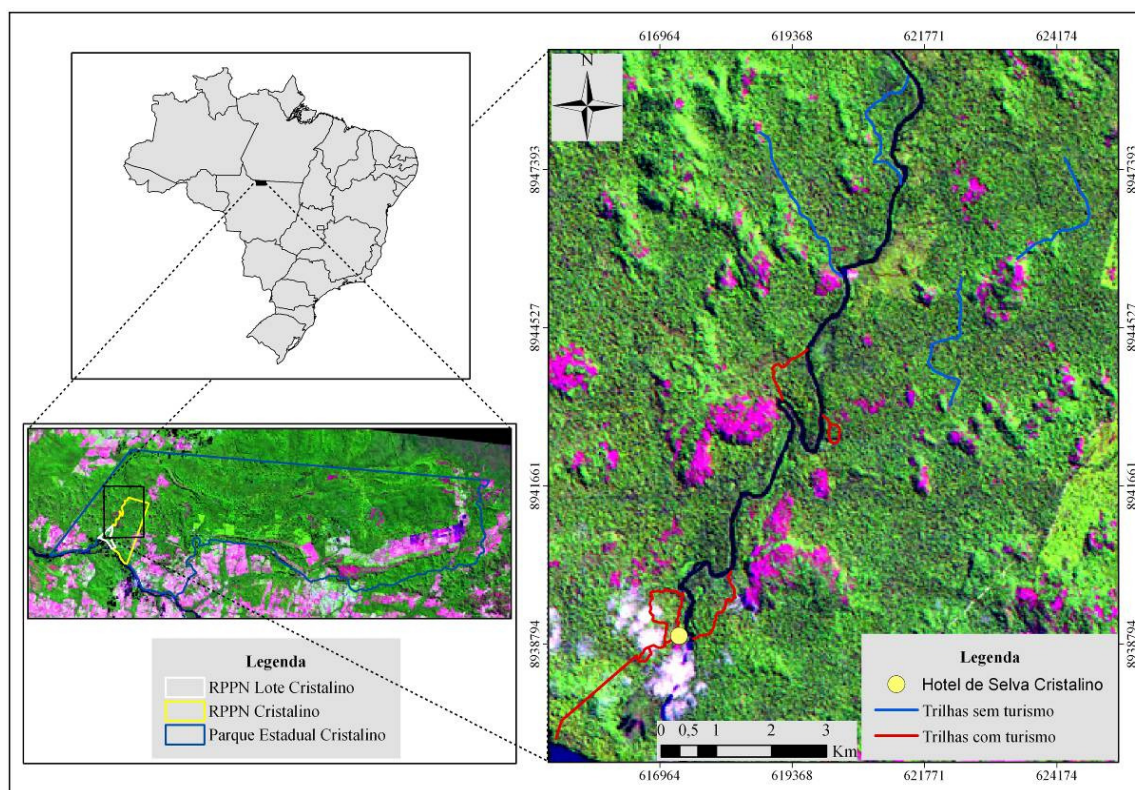 616964 619368 621771 624174
N
8947393 8947393
8944527 8944527
8941661 8941661
8938794 8938794
Legenda
RPPN Lote Cristalino
RPPN Cristalino
Parque Estadual Cristalino
Legenda
Hotel de Selva Cristalino
Trilhas sem turismo
Trilhas com turismo
0 0,5 1 2 3
Km
616964 619368 621771 624174